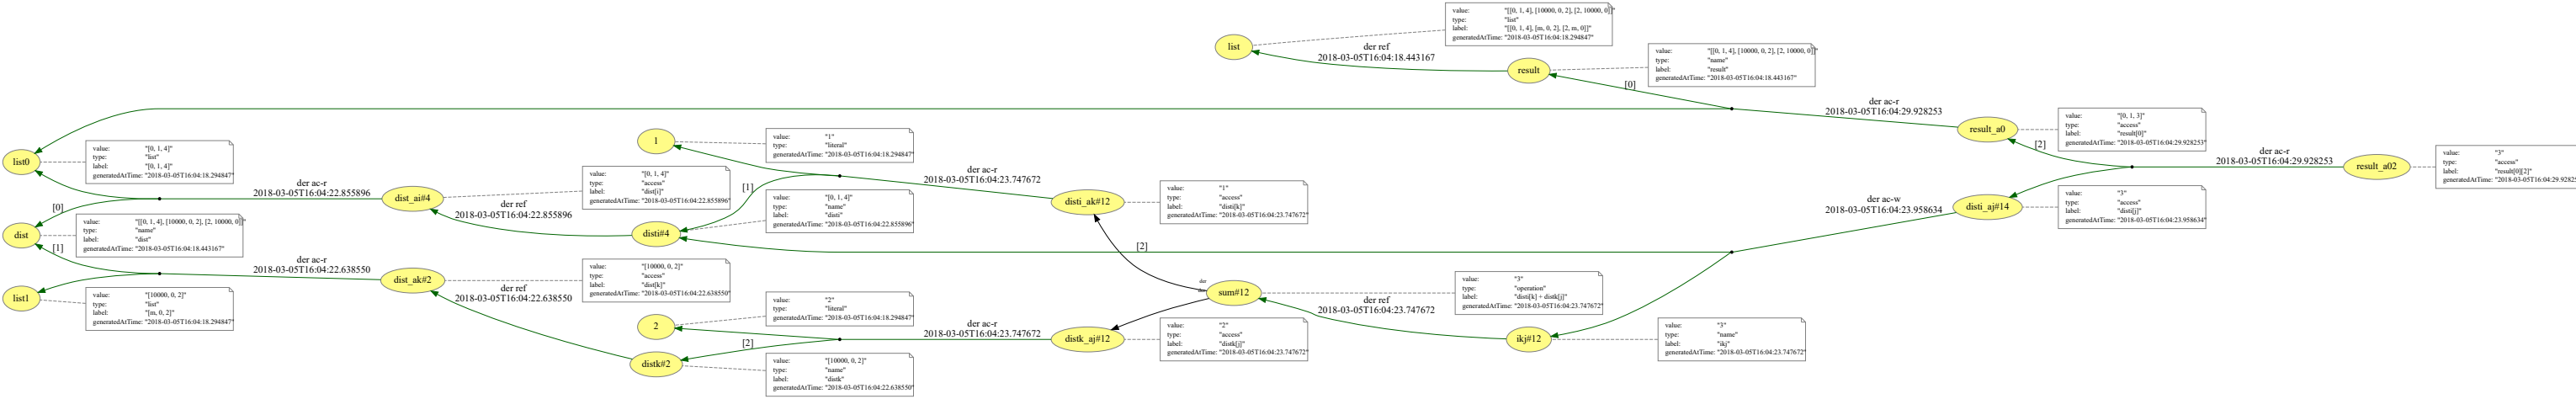 value: "[[0, 1, 4], [10000, 0, 2], [2, 10000, 0]]"
type: "list"
label: "[[0, 1, 4], [m, 0, 2], [2, m, 0]]"
generatedAtTime: "2018-03-05T16:04:18.294847"
list
der ref
2018-03-05T16:04:18.443167
value: "[[0, 1, 4], [10000, 0, 2], [2, 10000, 0]]"
type: "name"
label: "result"
generatedAtTime: "2018-03-05T16:04:18.443167"
result
[0]
der ac-r
2018-03-05T16:04:29.928253
value: "[0, 1, 3]"
type: "access"
label: "result[0]"
generatedAtTime: "2018-03-05T16:04:29.928253"
result_a0
[2]
der ac-r
2018-03-05T16:04:29.928253
result_a02
value: "3"
type: "access"
label: "result[0][2]"
generatedAtTime: "2018-03-05T16:04:29.92825
list0
value: "[0, 1, 4]"
type: "list"
label: "[0, 1, 4]"
generatedAtTime: "2018-03-05T16:04:18.294847"
1
value: "1"
type: "literal"
generatedAtTime: "2018-03-05T16:04:18.294847"
der ac-r
2018-03-05T16:04:22.855896
dist_ai#4
value: "[0, 1, 4]"
type: "access"
label: "dist[i]"
generatedAtTime: "2018-03-05T16:04:22.855896"
[1]
der ac-r
2018-03-05T16:04:23.747672
disti_ak#12
value: "1"
type: "access"
label: "disti[k]"
generatedAtTime: "2018-03-05T16:04:23.747672"
der ac-w
2018-03-05T16:04:23.958634
disti_aj#14
value: "3"
type: "access"
label: "disti[j]"
generatedAtTime: "2018-03-05T16:04:23.958634"
[0]
der ref
2018-03-05T16:04:22.855896
value: "[0, 1, 4]"
type: "name"
label: "disti"
generatedAtTime: "2018-03-05T16:04:22.855896"
disti#4
[2]
dist
value: "[[0, 1, 4], [10000, 0, 2], [2, 10000, 0]]"
type: "name"
label: "dist"
generatedAtTime: "2018-03-05T16:04:18.443167"
[1]
der ac-r
2018-03-05T16:04:22.638550
dist_ak#2
value: "[10000, 0, 2]"
type: "access"
label: "dist[k]"
generatedAtTime: "2018-03-05T16:04:22.638550"
list1
value: "[10000, 0, 2]"
type: "list"
label: "[m, 0, 2]"
generatedAtTime: "2018-03-05T16:04:18.294847"
der ref
2018-03-05T16:04:22.638550
2
value: "2"
type: "literal"
generatedAtTime: "2018-03-05T16:04:18.294847"
der
der
sum#12
value: "3"
type: "operation"
label: "disti[k] + distk[j]"
generatedAtTime: "2018-03-05T16:04:23.747672"
der ref
2018-03-05T16:04:23.747672
[2]
der ac-r
2018-03-05T16:04:23.747672
distk_aj#12
value: "2"
type: "access"
label: "distk[j]"
generatedAtTime: "2018-03-05T16:04:23.747672"
ikj#12
value: "3"
type: "name"
label: "ikj"
generatedAtTime: "2018-03-05T16:04:23.747672"
distk#2
value: "[10000, 0, 2]"
type: "name"
label: "distk"
generatedAtTime: "2018-03-05T16:04:22.638550"